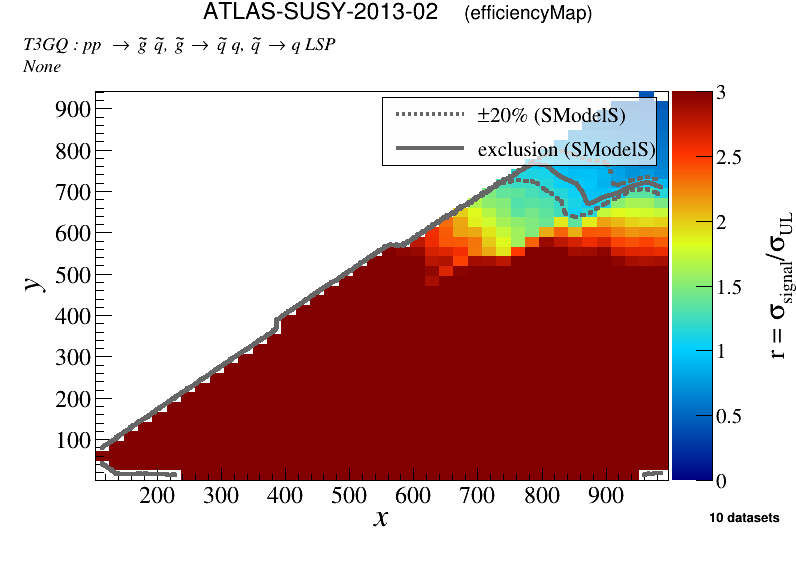 ATLAS-SUSY-2013-02 (efficiencyMap)
T3GQ : pp → g̃ q̃, g̃ → q̃ q, q̃ → q LSP
None
±20% (SModelS)
exclusion (SModelS)
900
800
700
600
500
400
300
200
100
y
200 300 400 500 600 700 800 900
x
3
2.5
2
1.5
1
0.5
0
r = σsignal/σUL
10 datasets